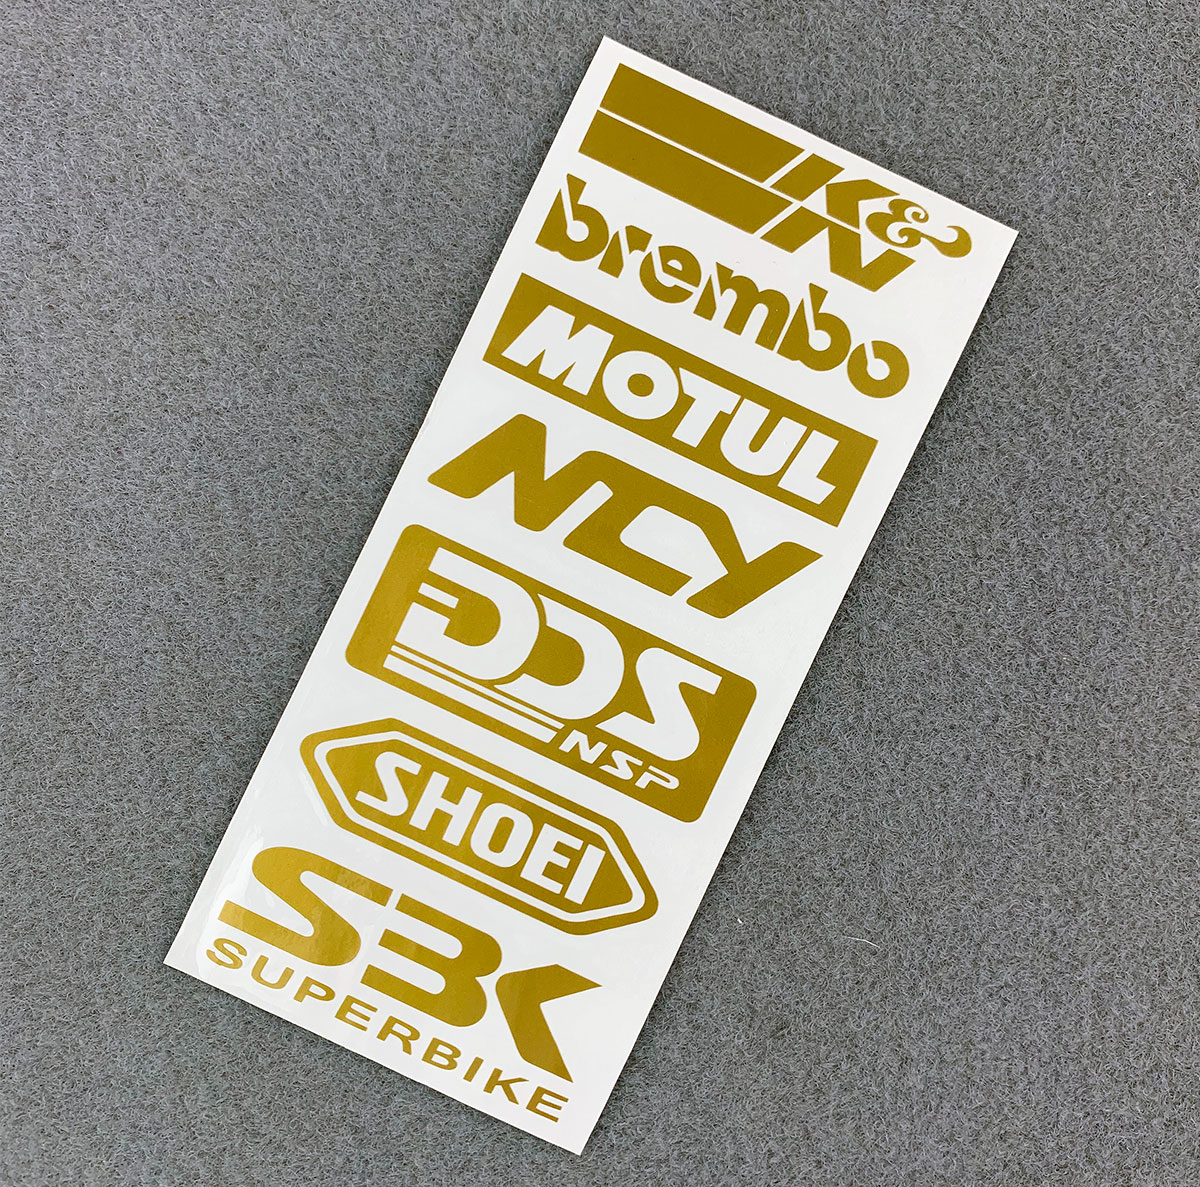 K&N
brembo
MOTUL
NCY
DDS
NSP
SHOEI
SBK
SUPERBIKE